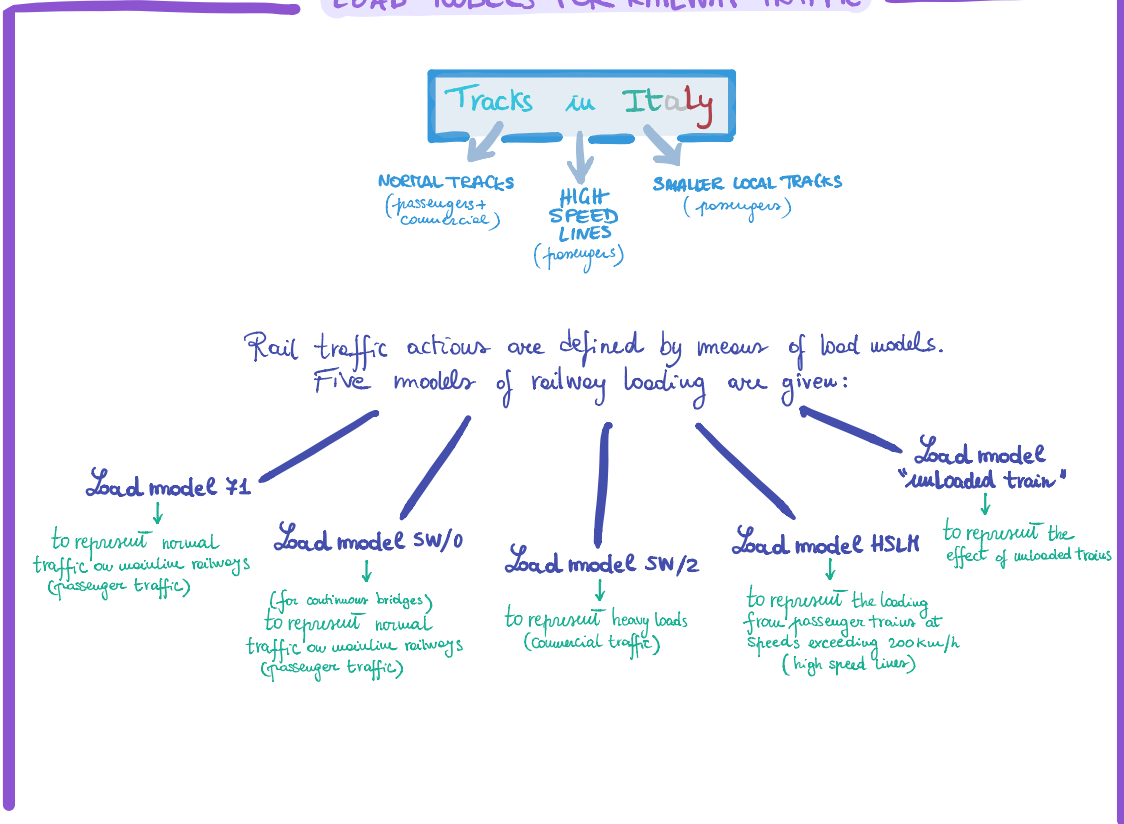 LOAD MODELS FOR RAILWAY TRAFFIC
Tracks in Italy
NORMAL TRACKS
(passengers+
commercial)
HIGH
SPEED
LINES
(passengers)
SMALLER LOCAL TRACKS
(passengers)
Rail traffic actions are defined by means of load models.
FIVE models of railway loading are given:
Load model 71
to represent normal
traffic on mainline railways
(passenger traffic)
Load model SW/0
(for continuous bridges)
to represent normal
traffic on mainline railways
(passenger traffic)
Load model SW/2
to represent heavy loads
(commercial traffic)
Load model HSLM
to represent the loading
from passenger trains at
speeds exceeding 200 km/h
(high speed lines)
Load model
"unloaded train"
to represent the
effect of unloaded trains